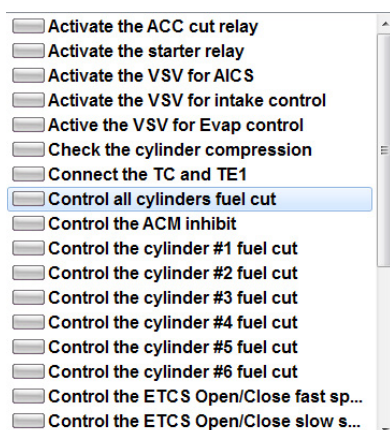 Activate the ACC cut relay
Activate the starter relay
Activate the VSV for AICS
Activate the VSV for intake control
Active the VSV for Evap control
Check the cylinder compression
Connect the TC and TE1
Control all cylinders fuel cut
Control the ACM inhibit
Control the cylinder #1 fuel cut
Control the cylinder #2 fuel cut
Control the cylinder #3 fuel cut
Control the cylinder #4 fuel cut
Control the cylinder #5 fuel cut
Control the cylinder #6 fuel cut
Control the ETCS Open/Close fast sp...
Control the ETCS Open/Close slow s...